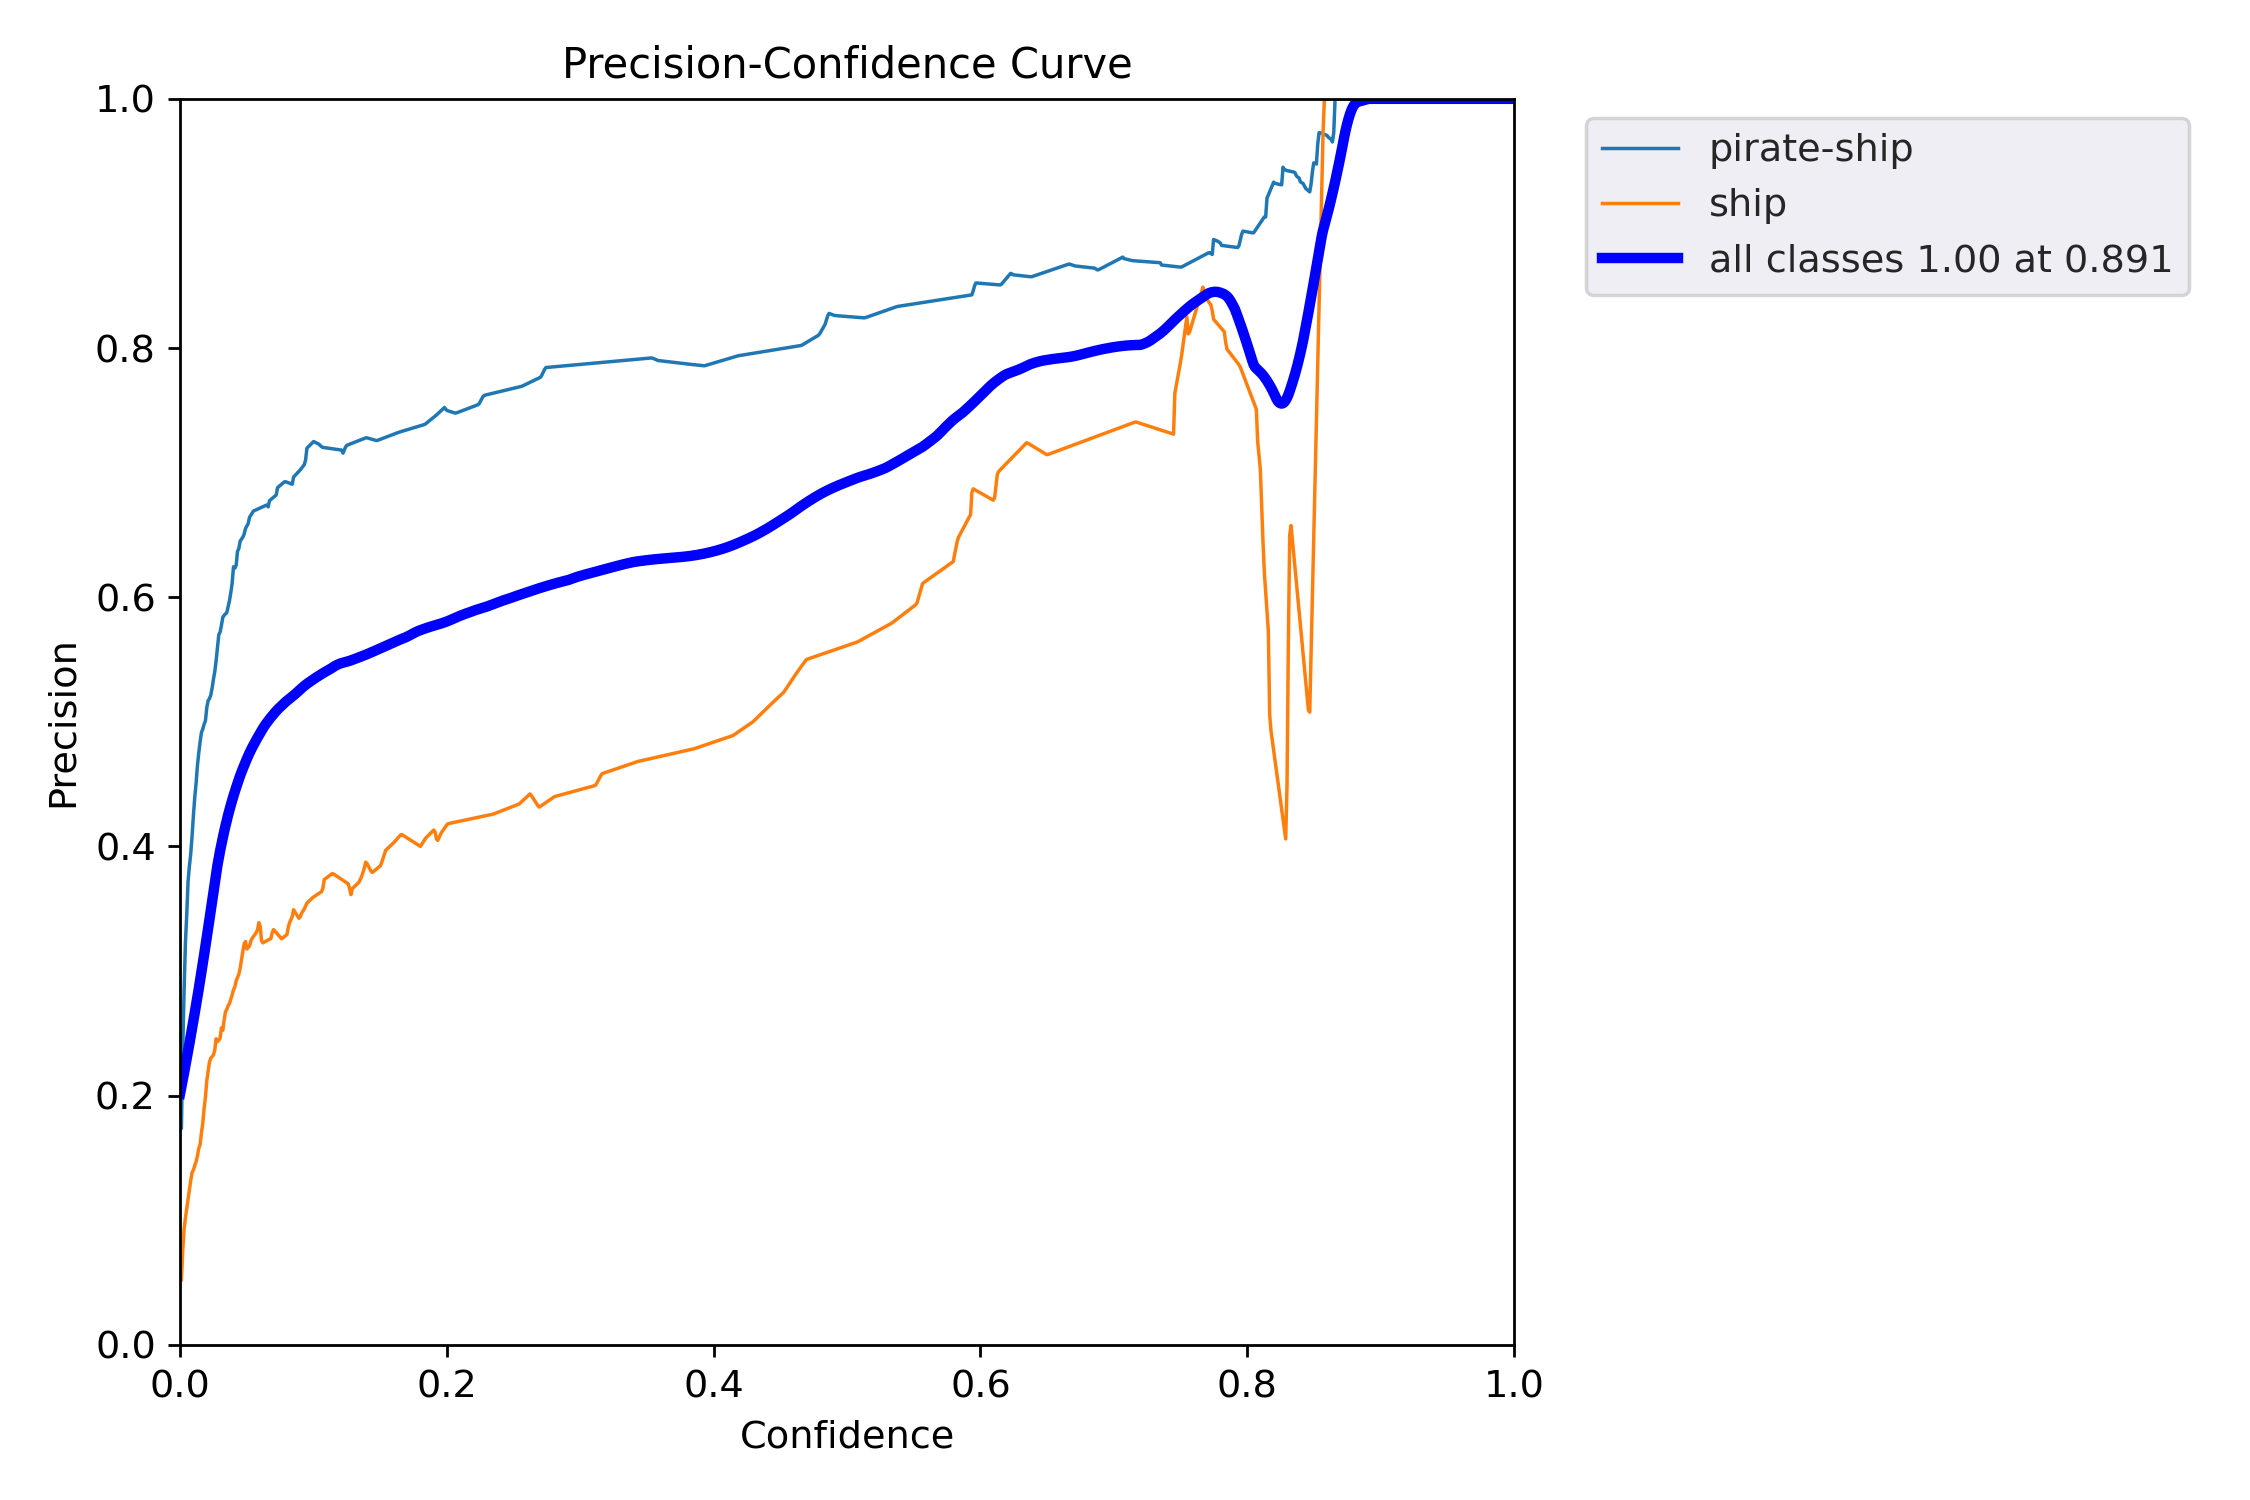 Precision-Confidence Curve
1.0
0.8
0.6
0.4
0.2
0.0
Precision
0.0 0.2 0.4 0.6 0.8 1.0
Confidence
pirate-ship
ship
all classes 1.00 at 0.891